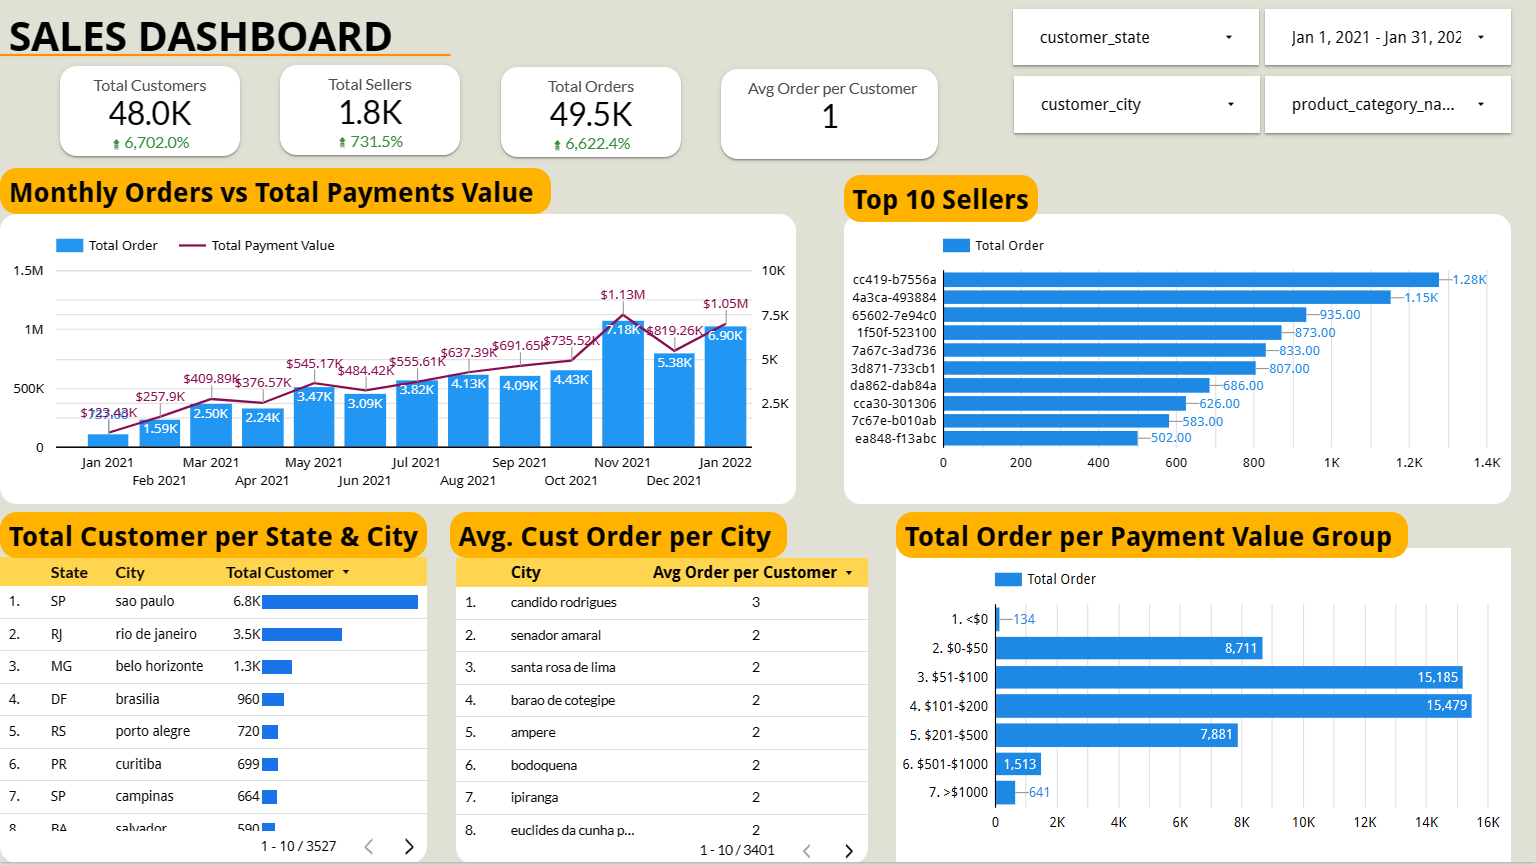 SALES DASHBOARD
customer_state
Jan 1, 2021 - Jan 31, 202
customer_city
product_category_na...
Total Customers
48.0K
6,702.0%
Total Sellers
1.8K
731.5%
Total Orders
49.5K
6,622.4%
Avg Order per Customer
1
Monthly Orders vs Total Payments Value
Total Order Total Payment Value
1.5M
1M
500K
0
10K
7.5K
5K
2.5K
$123.43K
$257.9K
$409.89K
$376.57K
$545.17K
$484.42K
$555.61K
$637.39K
$691.65K
$735.52K
$1.13M
$819.26K
$1.05M
1.59K
2.50K
2.24K
3.47K
3.09K
3.82K
4.13K
4.09K
4.43K
7.18K
5.38K
6.90K
Jan 2021 Mar 2021 May 2021 Jul 2021 Sep 2021 Nov 2021 Jan 2022
Feb 2021 Apr 2021 Jun 2021 Aug 2021 Oct 2021 Dec 2021
Top 10 Sellers
Total Order
cc419-b7556a 1.28K
4a3ca-493884 1.15K
65602-7e94c0 935.00
1f50f-523100 873.00
7a67c-3ad736 833.00
3d871-733cb1 807.00
da862-dab84a 686.00
cca30-301306 626.00
7c67e-b010ab 583.00
ea848-f13abc 502.00
0 200 400 600 800 1K 1.2K 1.4K
Total Customer per State & City
State City Total Customer
1. SP sao paulo 6.8K
2. RJ rio de janeiro 3.5K
3. MG belo horizonte 1.3K
4. DF brasilia 960
5. RS porto alegre 720
6. PR curitiba 699
7. SP campinas 664
8. BA salvador 590
1 - 10 / 3527
Avg. Cust Order per City
City Avg Order per Customer
1. candido rodrigues 3
2. senador amaral 2
3. santa rosa de lima 2
4. barao de cotegipe 2
5. ampere 2
6. bodoquena 2
7. ipiranga 2
8. euclides da cunha p... 2
1 - 10 / 3401
Total Order per Payment Value Group
Total Order
1. <$0 134
2. $0-$50 8,711
3. $51-$100 15,185
4. $101-$200 15,479
5. $201-$500 7,881
6. $501-$1000 1,513
7. >$1000 641
0 2K 4K 6K 8K 10K 12K 14K 16K